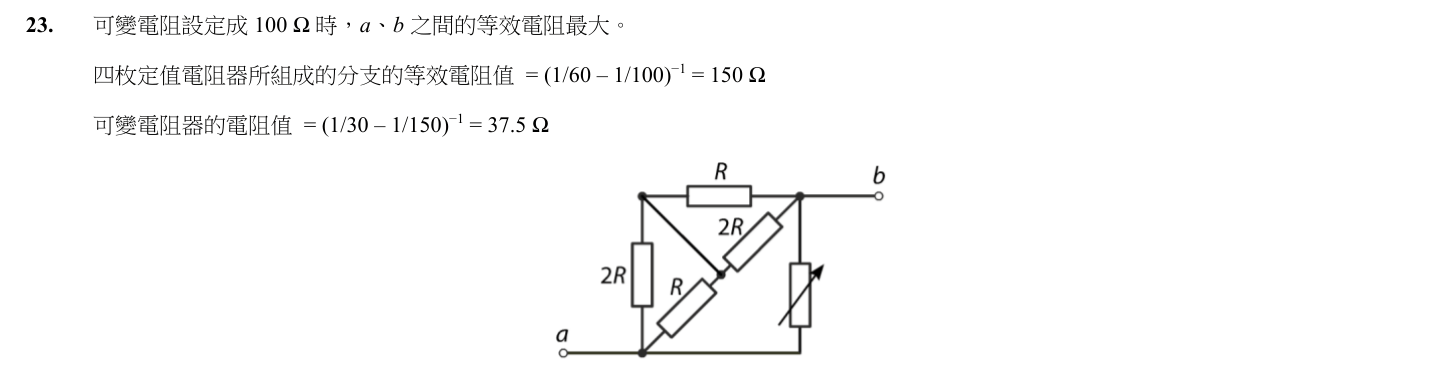 23. 可變電阻設定成 100 Ω 時，a、b 之間的等效電阻最大。
四枚定值電阻器所組成的分支的等效電阻值 = (1/60 – 1/100)⁻¹ = 150 Ω
可變電阻器的電阻值 = (1/30 – 1/150)⁻¹ = 37.5 Ω
R
b
2R
2R
R
a